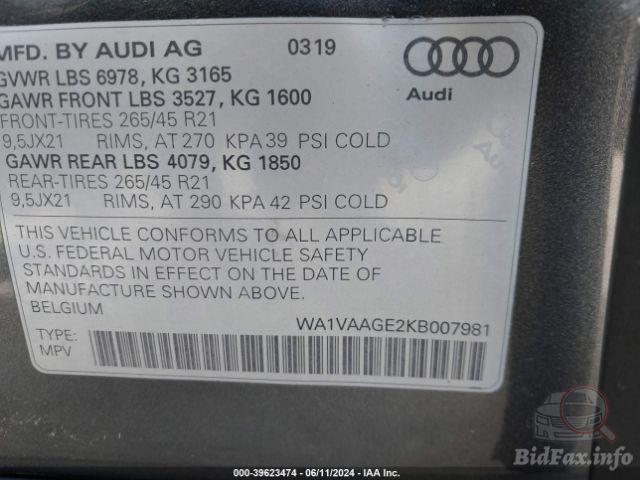 MFD. BY AUDI AG 0319
GVWR LBS 6978, KG 3165
GAWR FRONT LBS 3527, KG 1600
FRONT-TIRES 265/45 R21
9,5JX21 RIMS, AT 270 KPA 39 PSI COLD
GAWR REAR LBS 4079, KG 1850
REAR-TIRES 265/45 R21
9,5JX21 RIMS, AT 290 KPA 42 PSI COLD
Audi
THIS VEHICLE CONFORMS TO ALL APPLICABLE
U.S. FEDERAL MOTOR VEHICLE SAFETY
STANDARDS IN EFFECT ON THE DATE OF
MANUFACTURE SHOWN ABOVE.
BELGIUM
WA1VAAGE2KB007981
TYPE:
MPV
000-39623474 - 06/11/2024 - IAA Inc.
BidFax.info